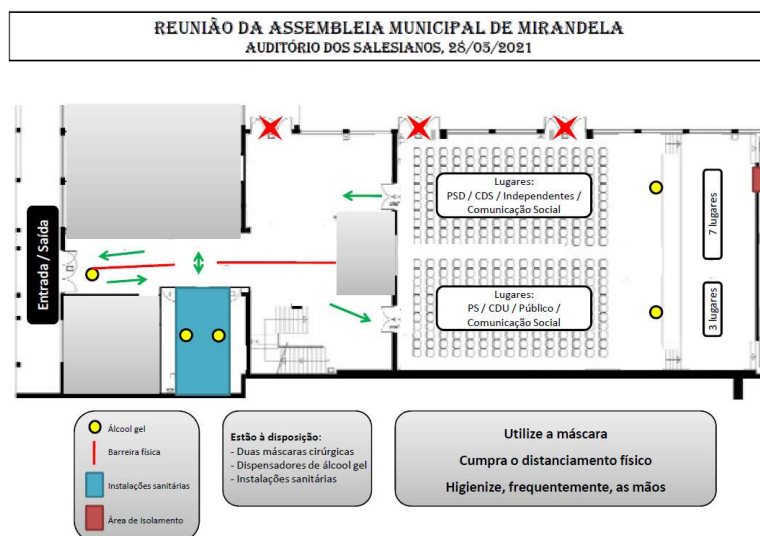 REUNIÃO DA ASSEMBLEIA MUNICIPAL DE MIRANDELA
AUDITÓRIO DOS SALESIANOS, 28/05/2021
Entrada / Saída
Lugares:
PSD / CDS / Independentes /
Comunicação Social
7 lugares
Lugares:
PS / CDU / Público /
Comunicação Social
3 lugares
Álcool gel
Barreira física
Instalações sanitárias
Área de Isolamento
Estão à disposição:
- Duas máscaras cirúrgicas
- Dispensadores de álcool gel
- Instalações sanitárias
Utilize a máscara
Cumpra o distanciamento físico
Higienize, frequentemente, as mãos